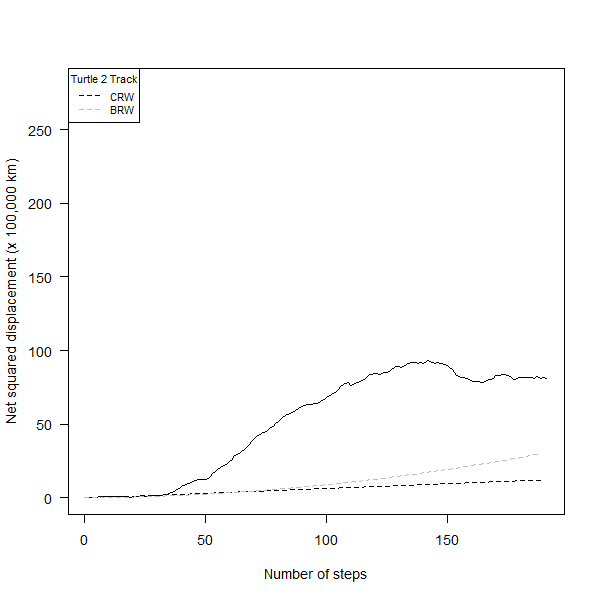 Turtle 2 Track
CRW
BRW
250
200
150
100
50
0
Net squared displacement (x 100,000 km)
0 50 100 150
Number of steps